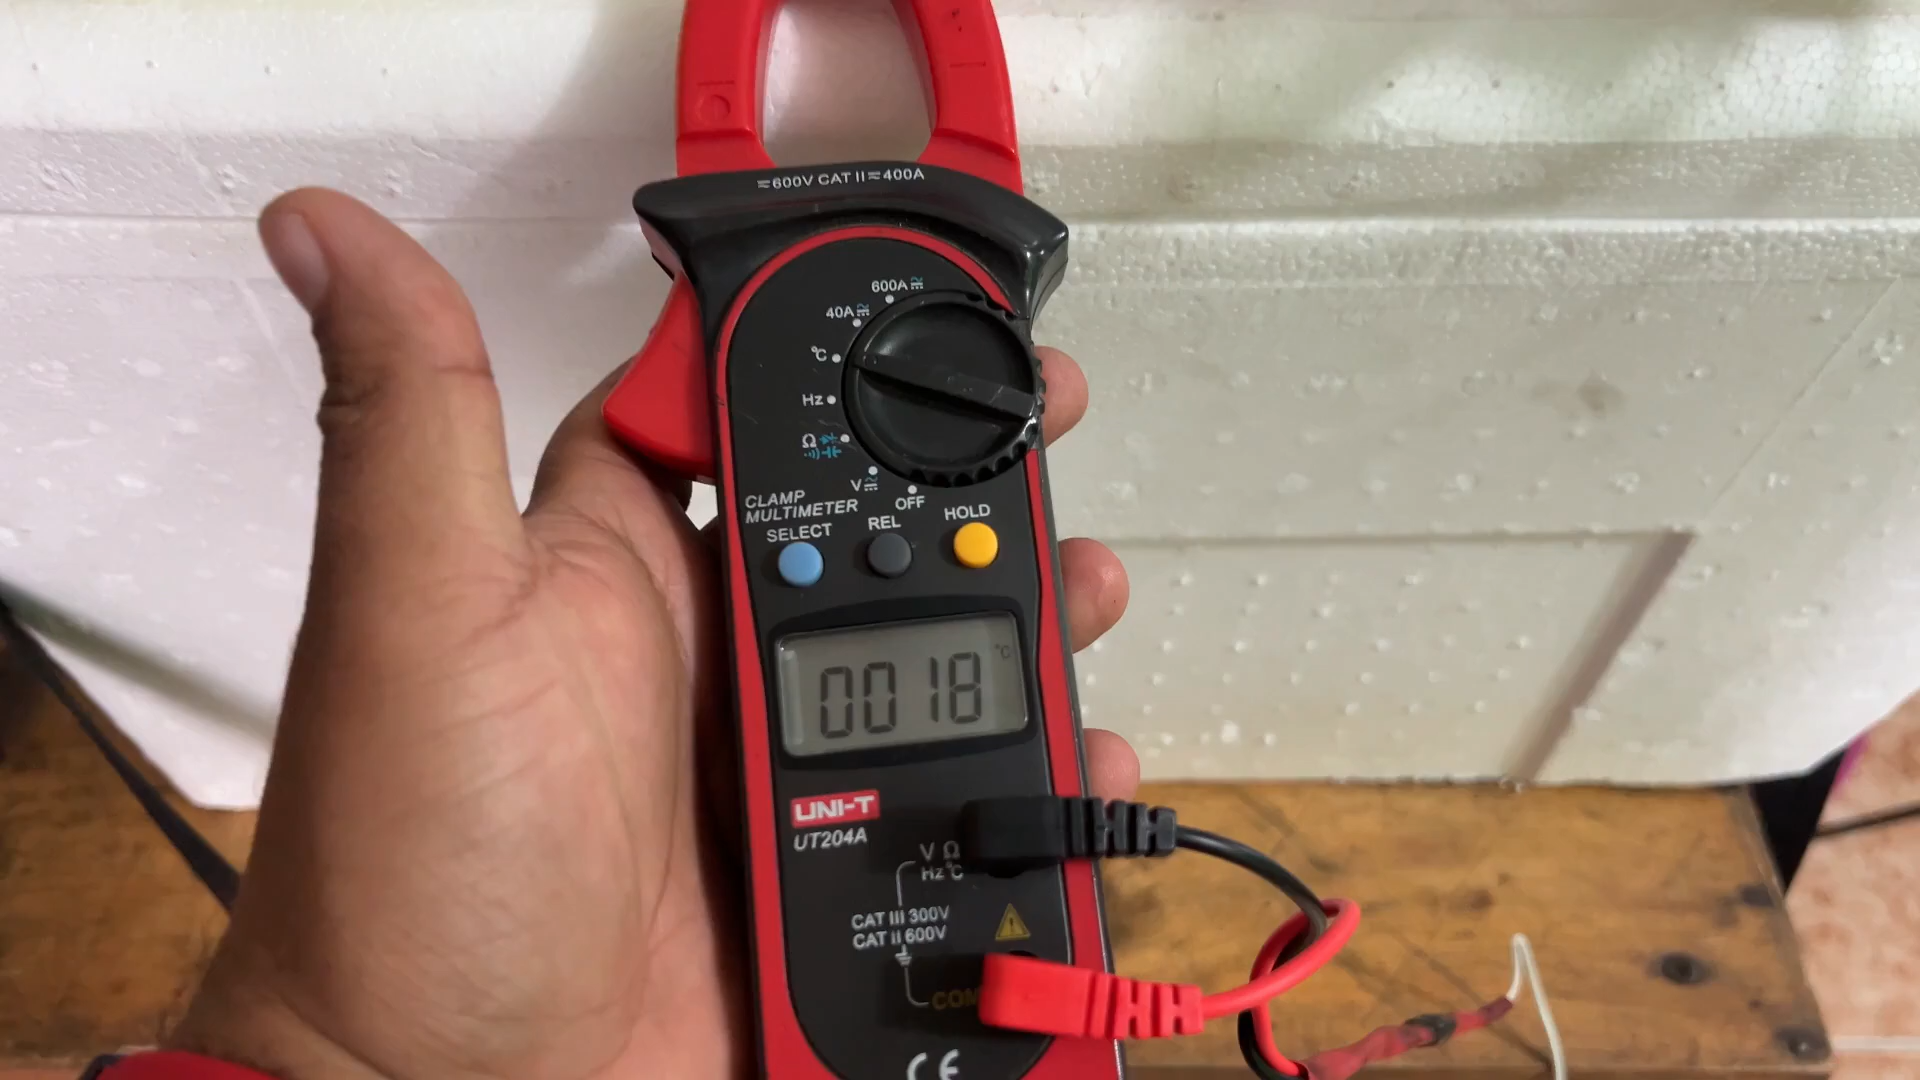 ≂600V CAT II≂400A
600A
40A
°C
Hz
Ω
V
OFF
CLAMP
MULTIMETER
SELECT
REL
HOLD
0018 °C
UNI-T
UT204A
V Ω
Hz °C
CAT III 300V
CAT II 600V
COM
CE